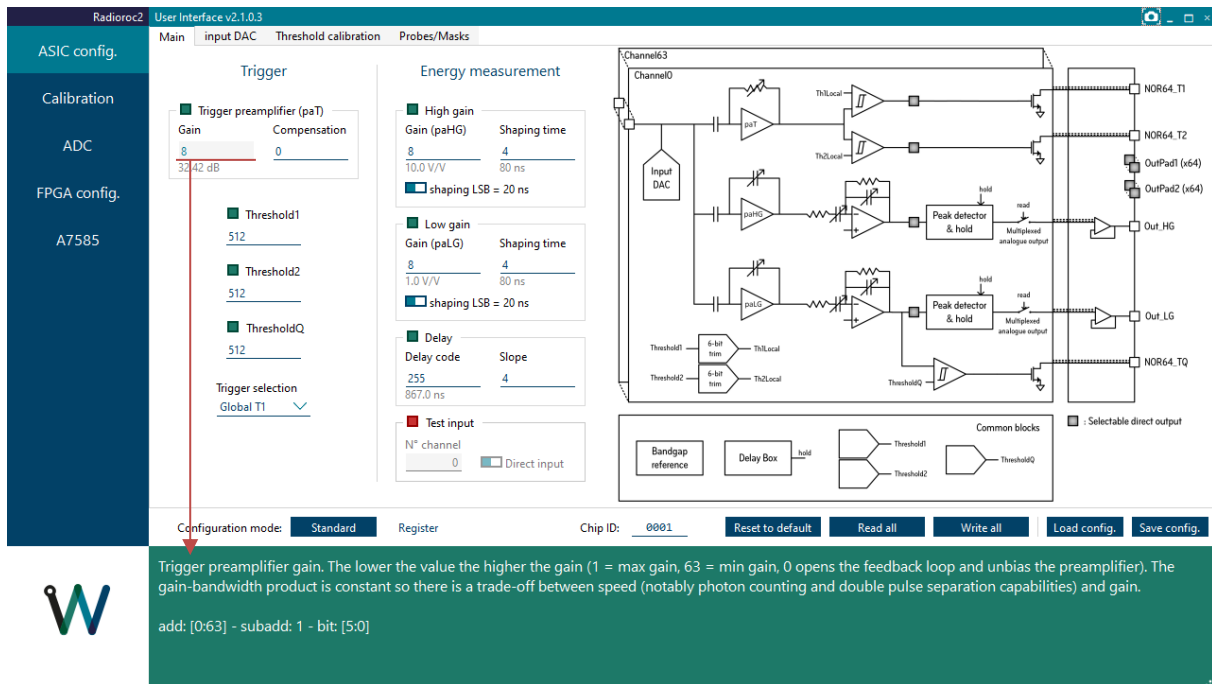 Radioroc2 User Interface v2.1.0.3
ASIC config.
Calibration
ADC
FPGA config.
A7585
Main input DAC Threshold calibration Probes/Masks
Trigger
Trigger preamplifier (paT)
Gain Compensation
8 0
32.42 dB
Threshold1
512
Threshold2
512
ThresholdQ
512
Trigger selection
Global T1
Energy measurement
High gain
Gain (paHG) Shaping time
8 4
10.0 V/V 80 ns
shaping LSB = 20 ns
Low gain
Gain (paLG) Shaping time
8 4
1.0 V/V 80 ns
shaping LSB = 20 ns
Delay
Delay code Slope
255 4
867.0 ns
Test input
N° channel
0 Direct input
Channel63
Channel0
Th1Local
paT
Th2Local
Input
DAC
paHG
Peak detector
& hold
hold
read
Multiplexed
analogue output
paLG
Peak detector
& hold
hold
read
Multiplexed
analogue output
Threshold1 6-bit
trim Th1Local
Threshold2 6-bit
trim Th2Local
ThresholdQ
NOR64_T1
NOR64_T2
OutPad1 (x64)
OutPad2 (x64)
Out_HG
Out_LG
NOR64_TQ
: Selectable direct output
Common blocks
Bandgap
reference
Delay Box hold
Threshold1
Threshold2
ThresholdQ
Configuration mode: Standard Register Chip ID: 0001 Reset to default Read all Write all Load config. Save config.
Trigger preamplifier gain. The lower the value the higher the gain (1 = max gain, 63 = min gain, 0 opens the feedback loop and unbias the preamplifier). The
gain-bandwidth product is constant so there is a trade-off between speed (notably photon counting and double pulse separation capabilities) and gain.
add: [0:63] - subadd: 1 - bit: [5:0]